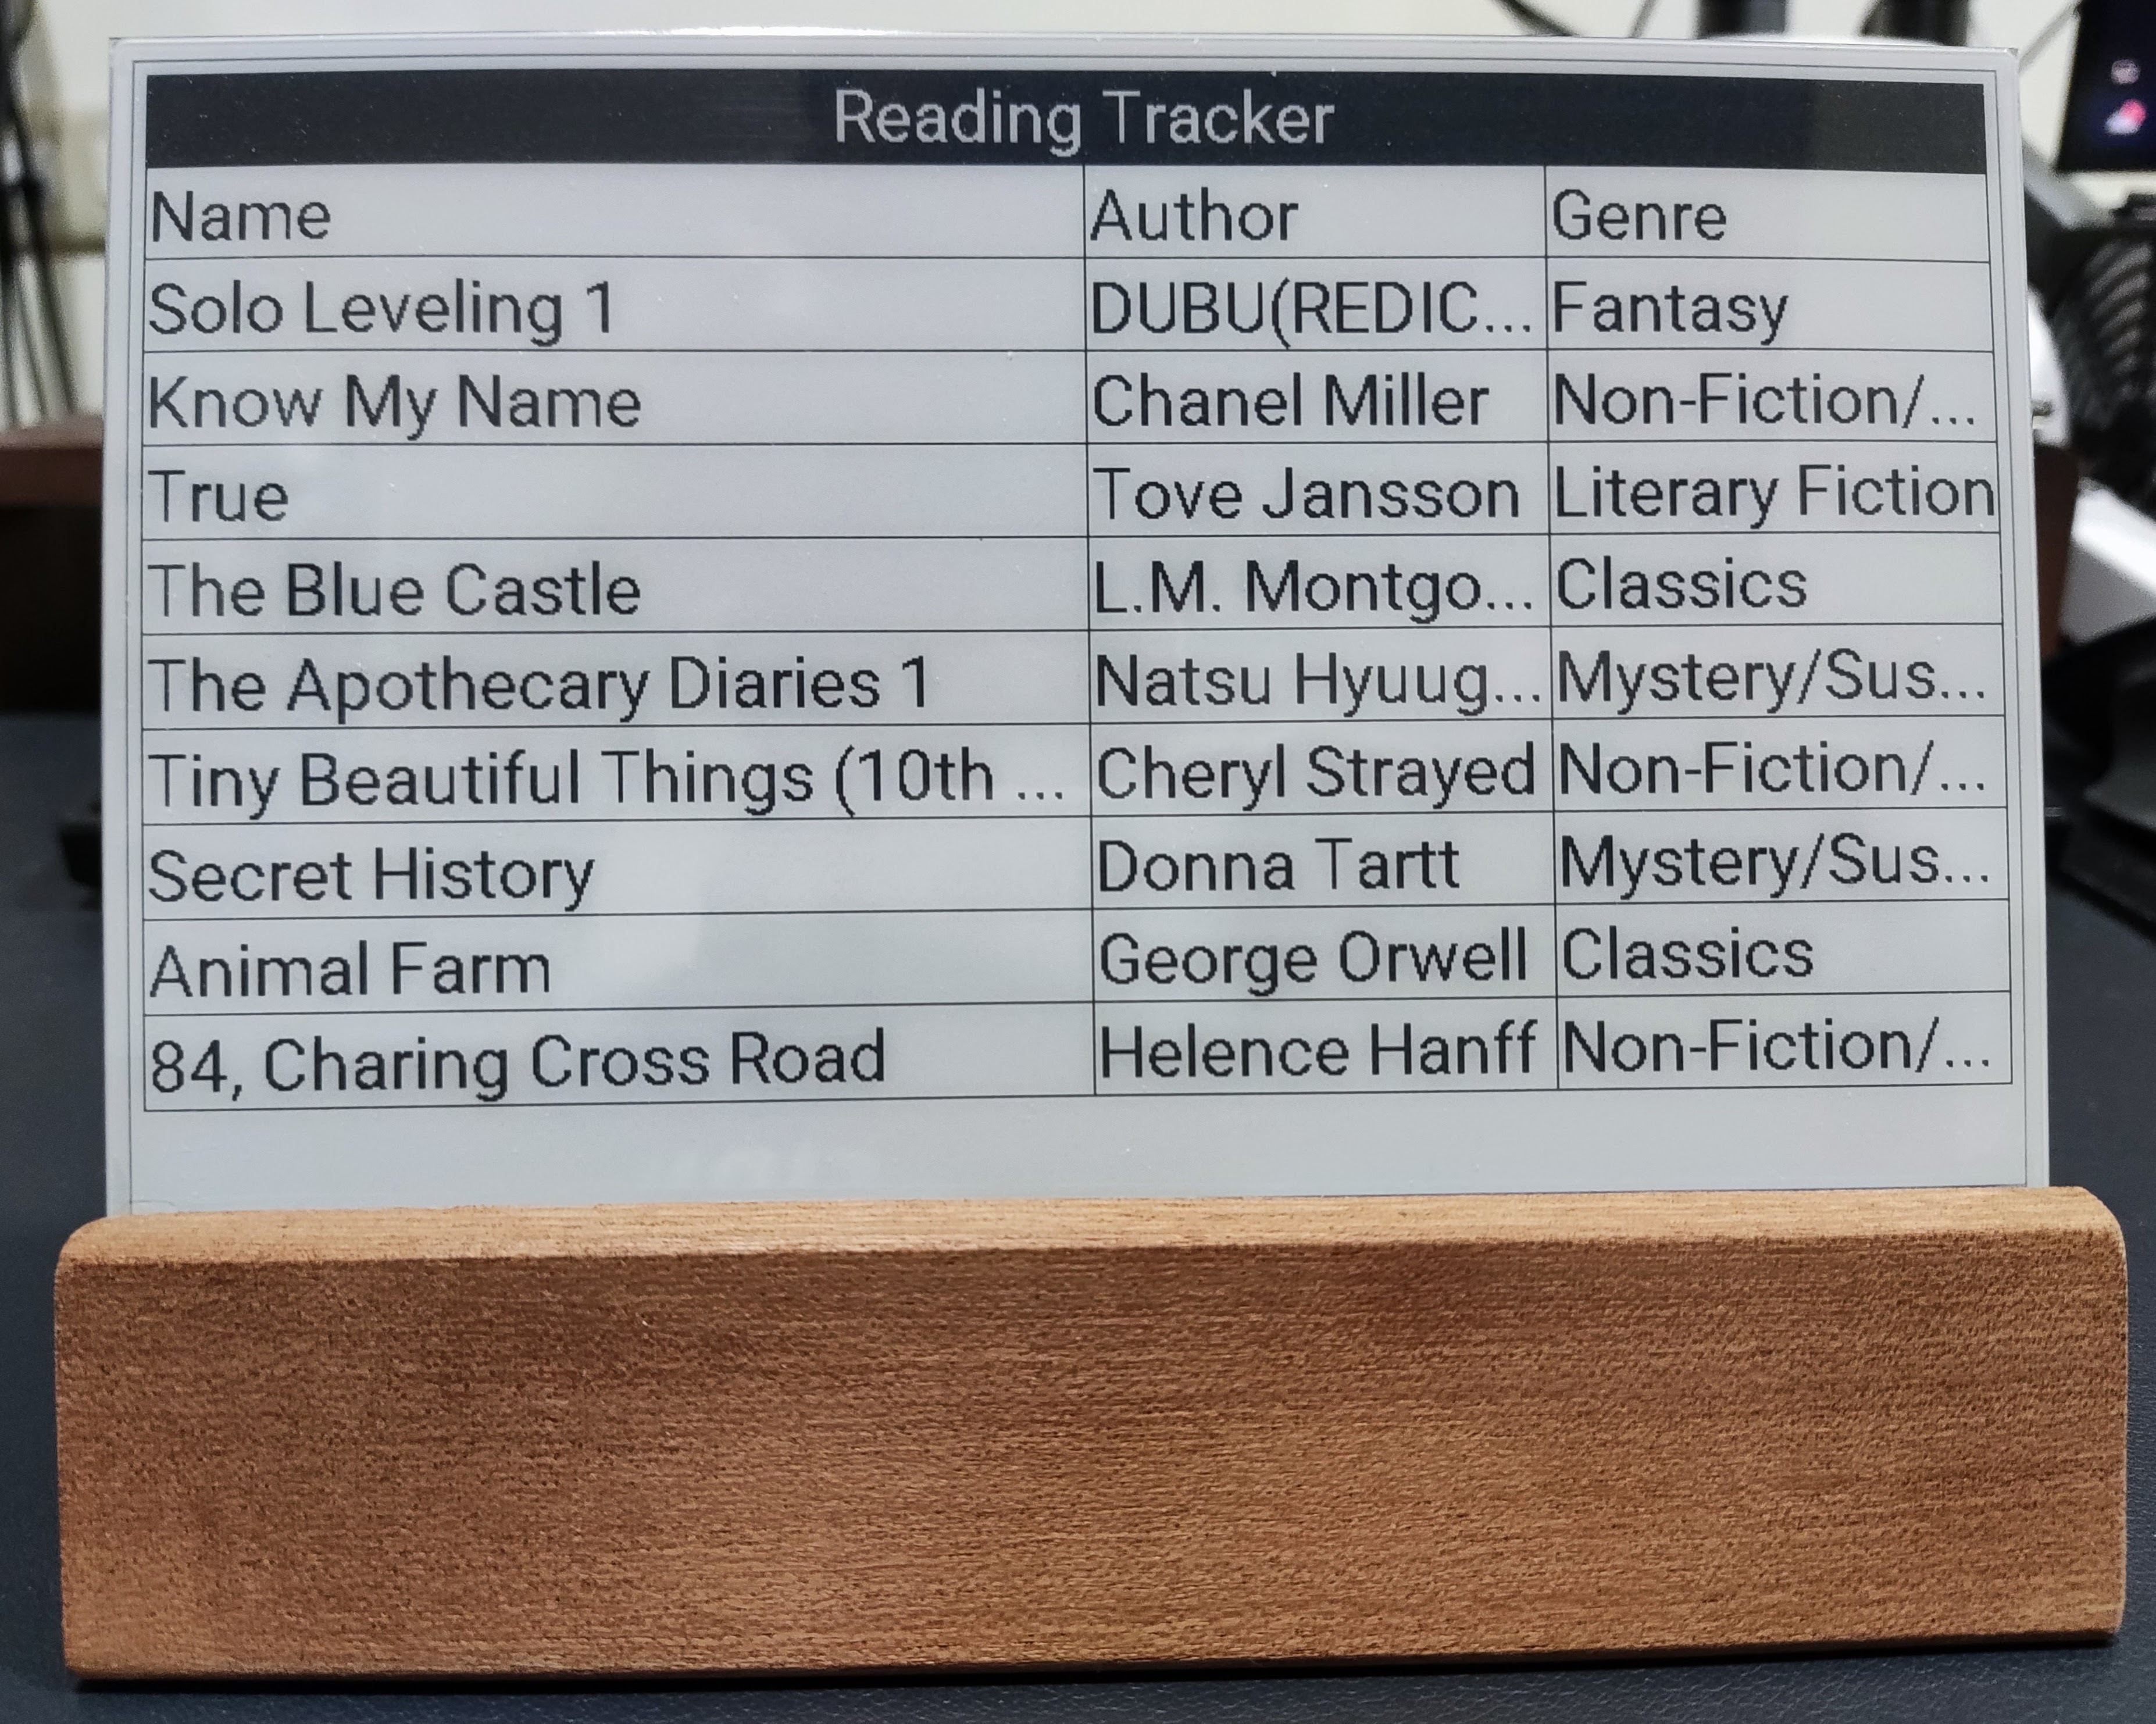 Reading Tracker
Name Author Genre
Solo Leveling 1 DUBU(REDIC... Fantasy
Know My Name Chanel Miller Non-Fiction/...
True Tove Jansson Literary Fiction
The Blue Castle L.M. Montgo... Classics
The Apothecary Diaries 1 Natsu Hyuug... Mystery/Sus...
Tiny Beautiful Things (10th ... Cheryl Strayed Non-Fiction/...
Secret History Donna Tartt Mystery/Sus...
Animal Farm George Orwell Classics
84, Charing Cross Road Helence Hanff Non-Fiction/...